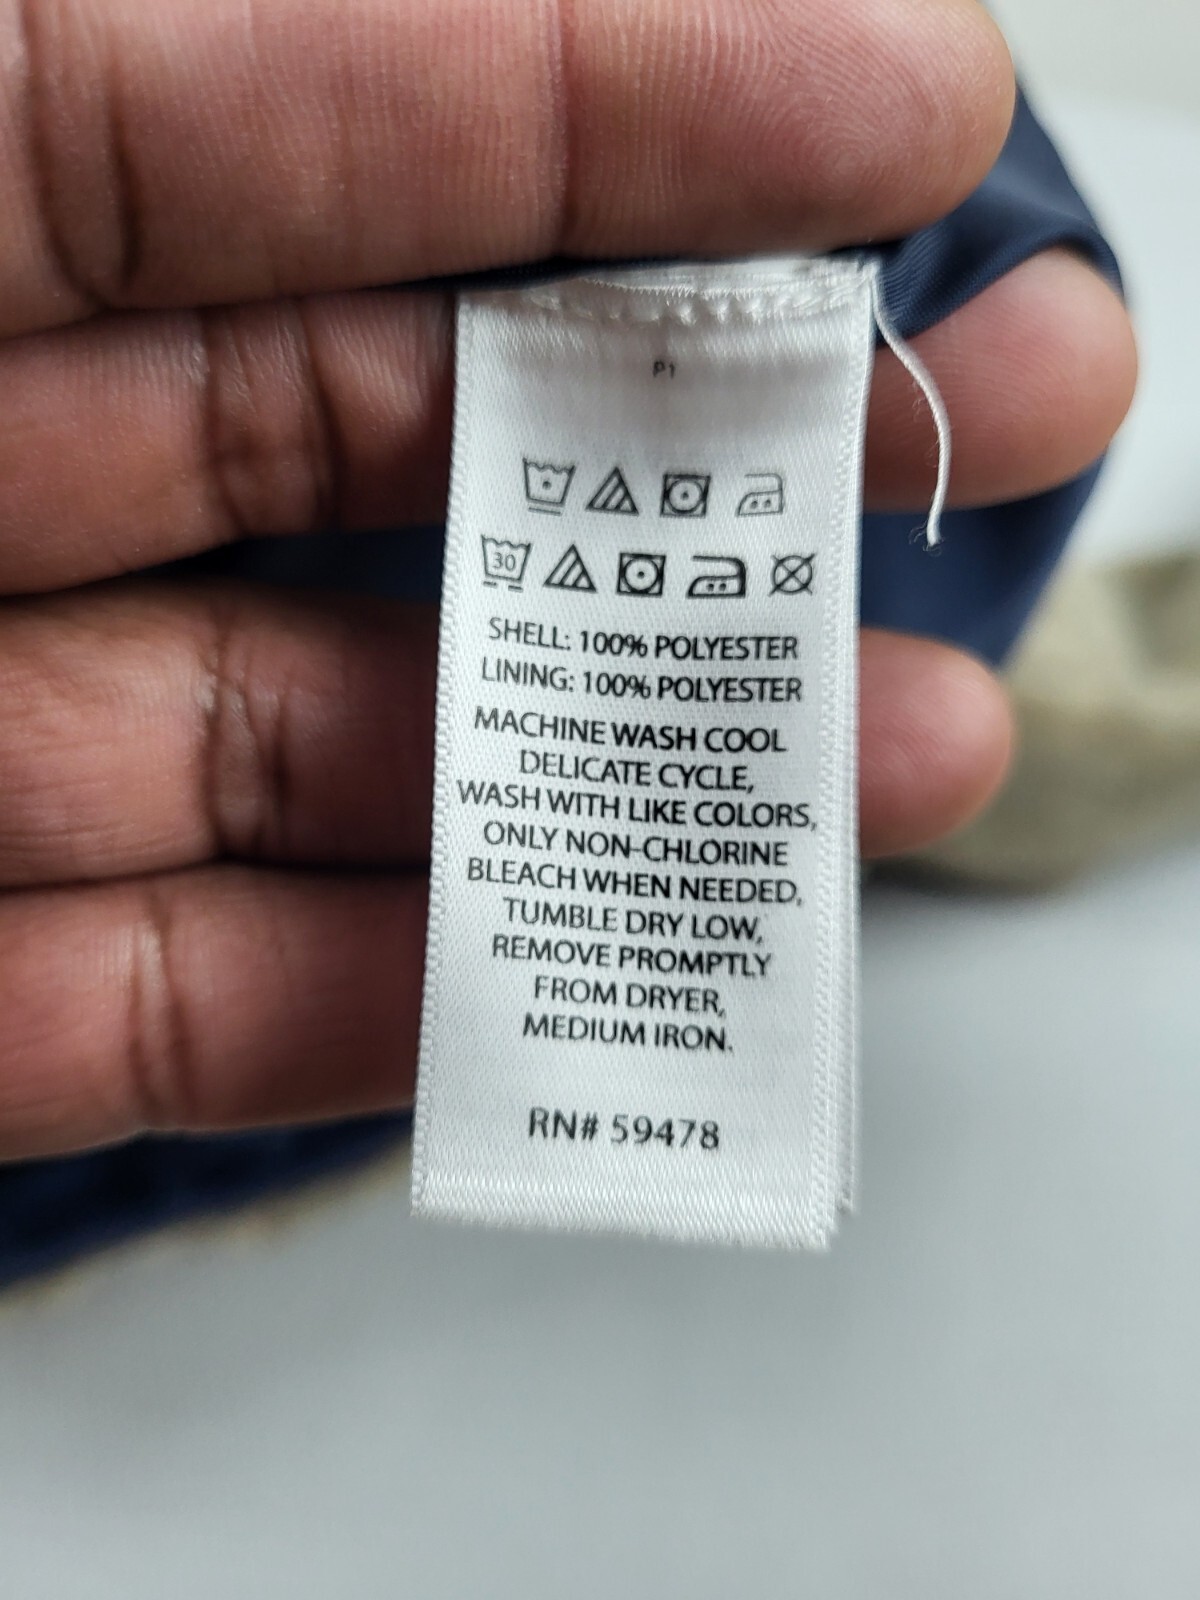 P1
30
SHELL: 100% POLYESTER
LINING: 100% POLYESTER
MACHINE WASH COOL
DELICATE CYCLE,
WASH WITH LIKE COLORS,
ONLY NON-CHLORINE
BLEACH WHEN NEEDED,
TUMBLE DRY LOW,
REMOVE PROMPTLY
FROM DRYER,
MEDIUM IRON.
RN# 59478